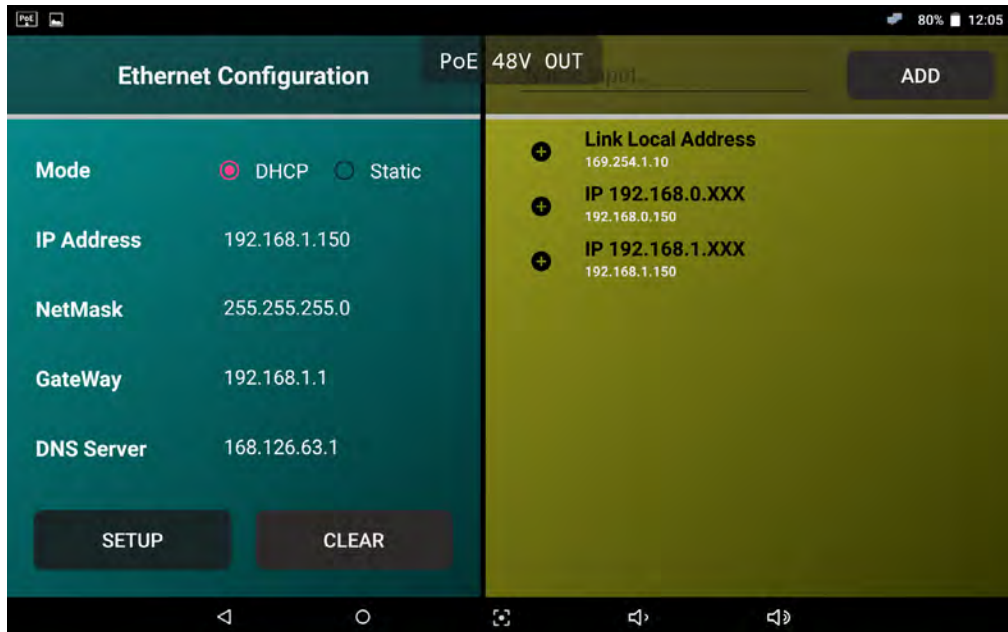 PoE
80% 12:05
Ethernet Configuration
PoE 48V OUT
ADD
Mode
DHCP
Static
IP Address
192.168.1.150
NetMask
255.255.255.0
GateWay
192.168.1.1
DNS Server
168.126.63.1
SETUP
CLEAR
Link Local Address
169.254.1.10
IP 192.168.0.XXX
192.168.0.150
IP 192.168.1.XXX
192.168.1.150